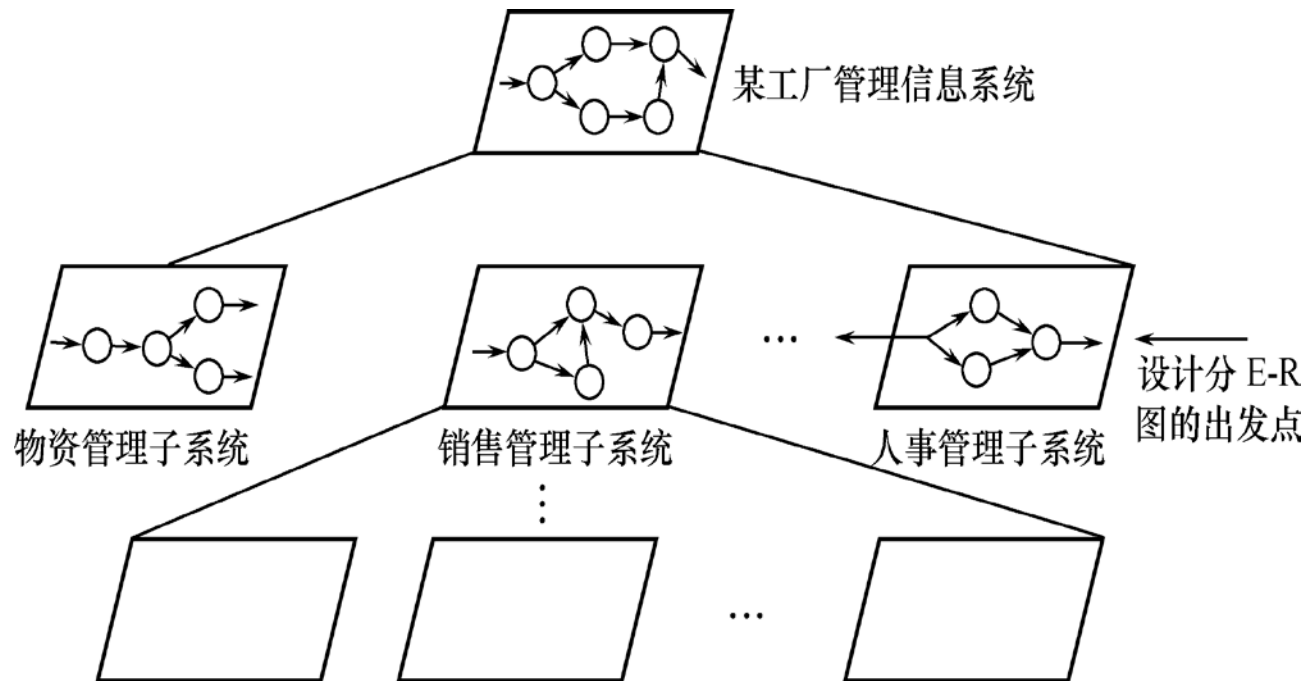 某工厂管理信息系统
...
设计分 E-R
图的出发点
物资管理子系统
销售管理子系统
人事管理子系统
...